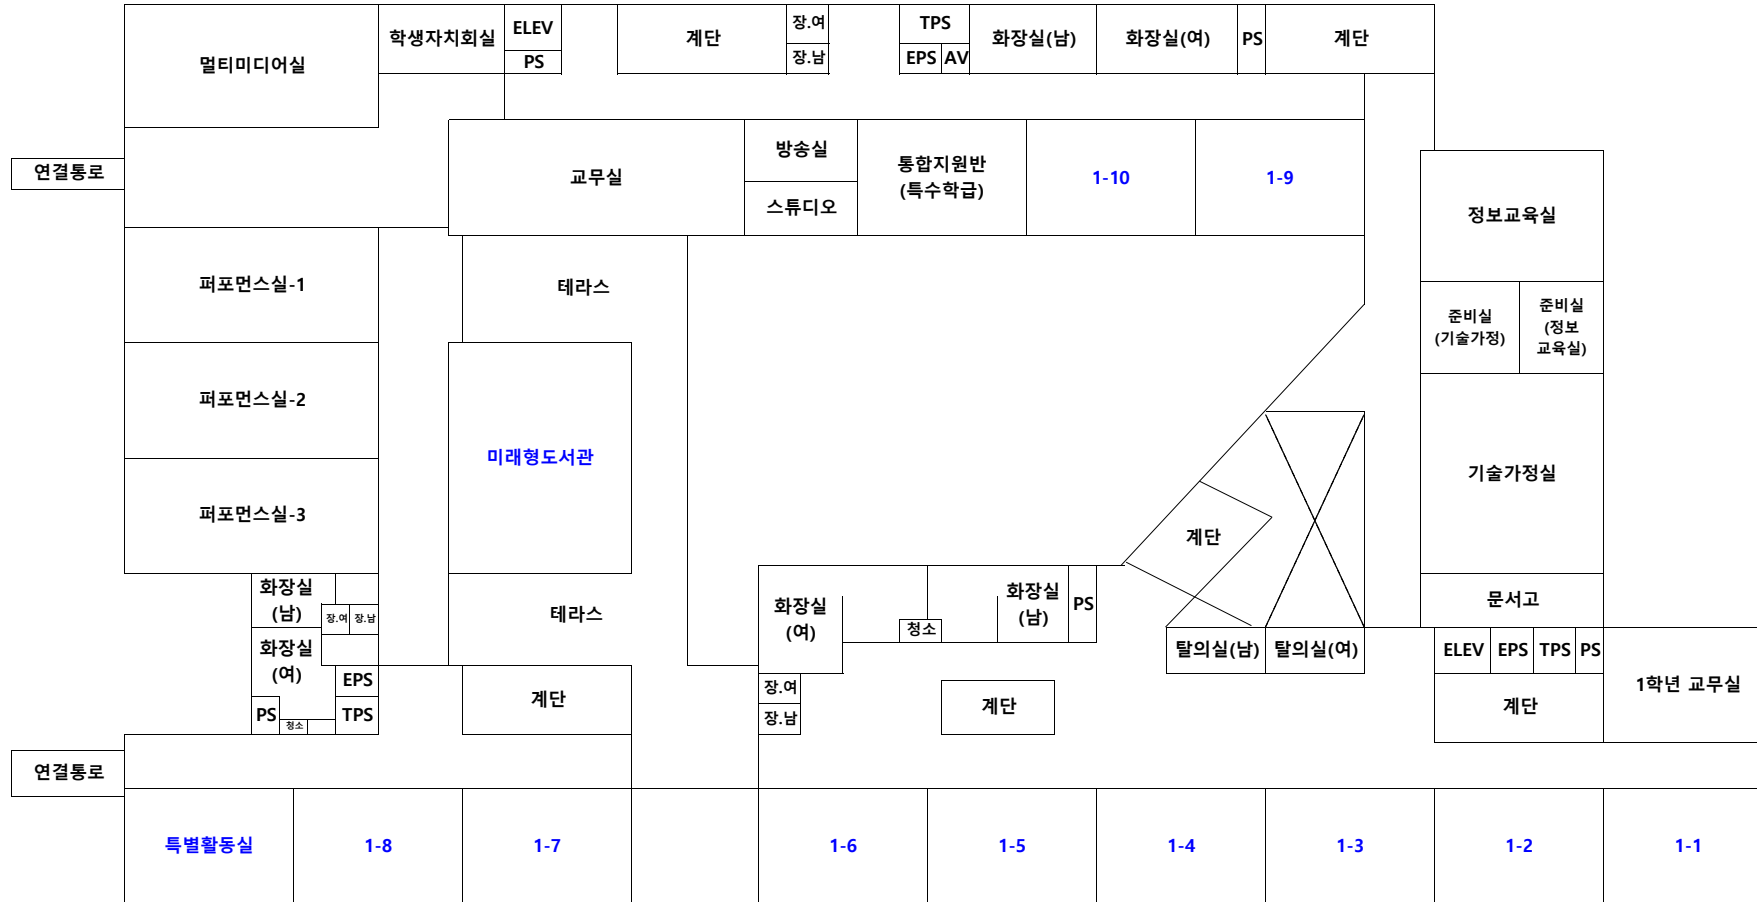 멀티미디어실
학생자치회실
ELEV
PS
계단
장.여
장.남
TPS
EPS
AV
화장실(남)
화장실(여)
PS
계단
연결통로
교무실
방송실
스튜디오
통합지원반
(특수학급)
1-10
1-9
정보교육실
퍼포먼스실-1
테라스
준비실
(기술가정)
준비실
(정보
교육실)
퍼포먼스실-2
미래형도서관
기술가정실
퍼포먼스실-3
계단
화장실
(남)
장.여
장.남
테라스
화장실
(여)
청소
화장실
(남)
PS
문서고
화장실
(여)
EPS
PS
청소
TPS
계단
장.여
장.남
계단
탈의실(남)
탈의실(여)
ELEV
EPS
TPS
PS
계단
1학년 교무실
연결통로
특별활동실
1-8
1-7
1-6
1-5
1-4
1-3
1-2
1-1